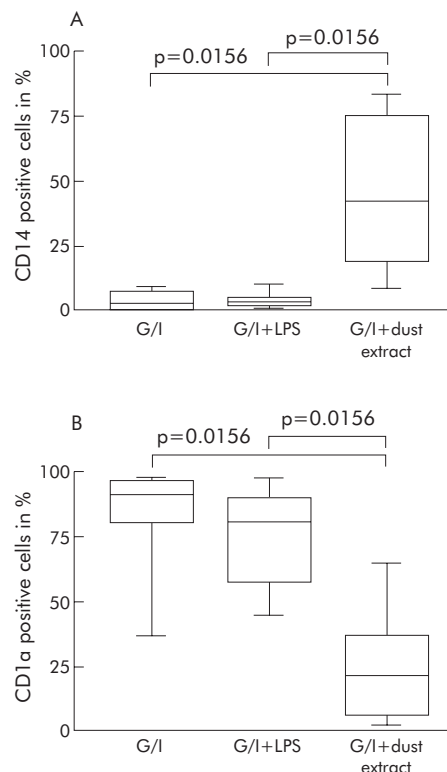 A
p=0.0156
p=0.0156
CD14 positive cells in %
100
75
50
25
0
G/I
G/I+LPS
G/I+dust
extract
B
p=0.0156
p=0.0156
CD1a positive cells in %
100
75
50
25
0
G/I
G/I+LPS
G/I+dust
extract